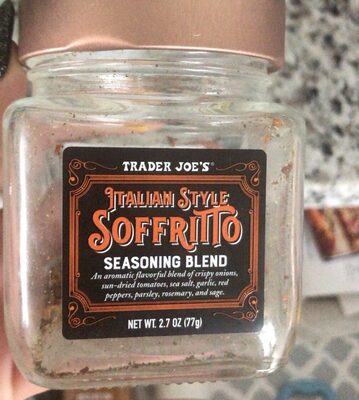 TRADER JOE'S®
ITALIAN STYLE
SOFFRITTO
SEASONING BLEND
An aromatic flavorful blend of crispy onions,
sun-dried tomatoes, sea salt, garlic, red
peppers, parsley, rosemary, and sage.
NET WT. 2.7 OZ (77g)